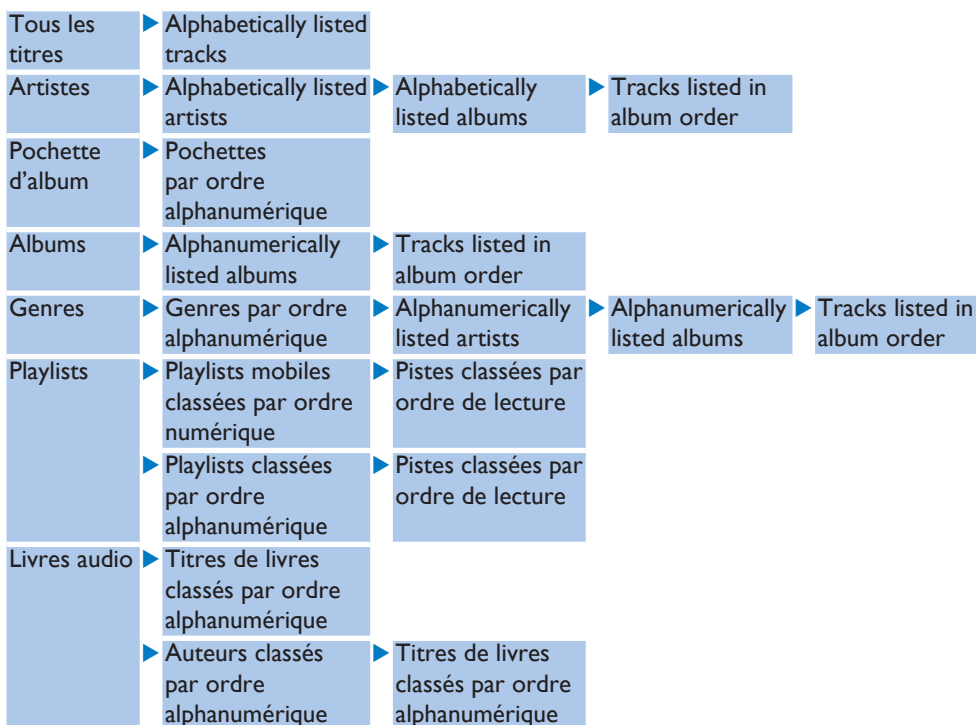 Tous les
titres
Alphabetically listed
tracks
Artistes
Alphabetically listed
artists
Alphabetically
listed albums
Tracks listed in
album order
Pochette
d'album
Pochettes
par ordre
alphanumérique
Albums
Alphanumerically
listed albums
Tracks listed in
album order
Genres
Genres par ordre
alphanumérique
Alphanumerically
listed artists
Alphanumerically
listed albums
Tracks listed in
album order
Playlists
Playlists mobiles
classées par ordre
numérique
Pistes classées par
ordre de lecture
Playlists classées
par ordre
alphanumérique
Pistes classées par
ordre de lecture
Livres audio
Titres de livres
classés par ordre
alphanumérique
Auteurs classés
par ordre
alphanumérique
Titres de livres
classés par ordre
alphanumérique